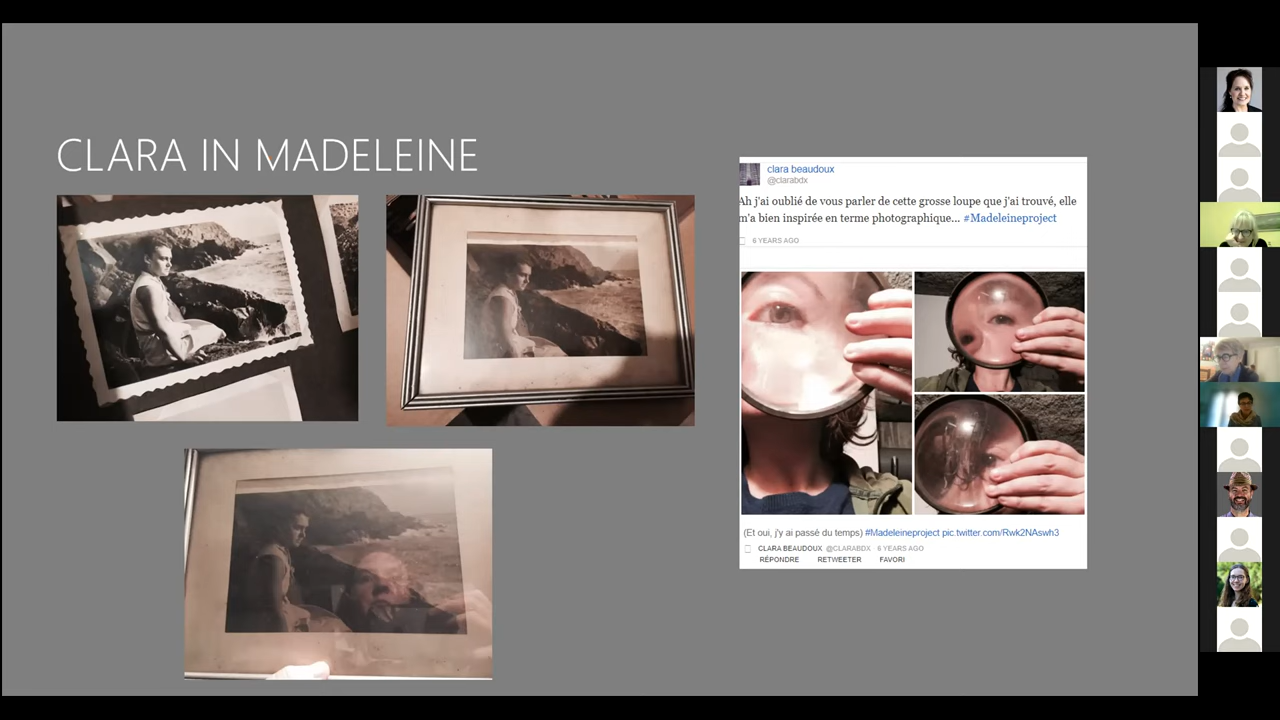 CLARA IN MADELEINE
clara beaudoux
@clarabdx
Ah j'ai oublié de vous parler de cette grosse loupe que j'ai trouvé, elle
m'a bien inspirée en terme photographique... #Madeleineproject
6 YEARS AGO
(Et oui, j'y ai passé du temps) #Madeleineproject pic.twitter.com/Rwk2NAswh3
CLARA BEAUDOUX @CLARABDX · 6 YEARS AGO
RÉPONDRE RETWEETER FAVORI